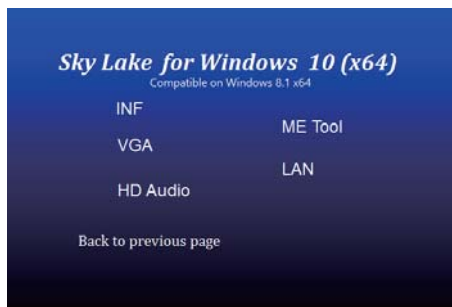 Sky Lake for Windows 10 (x64)
Compatible on Windows 8.1 x64
INF
ME Tool
VGA
LAN
HD Audio
Back to previous page